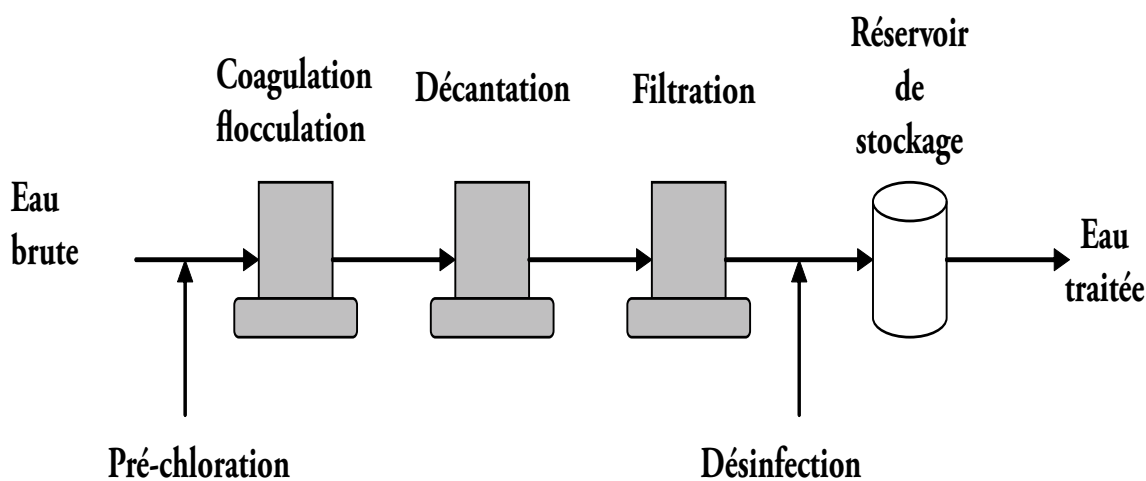 Réservoir
de
stockage
Coagulation
flocculation
Décantation
Filtration
Eau
brute
Eau
traitée
Pré-chloration
Désinfection